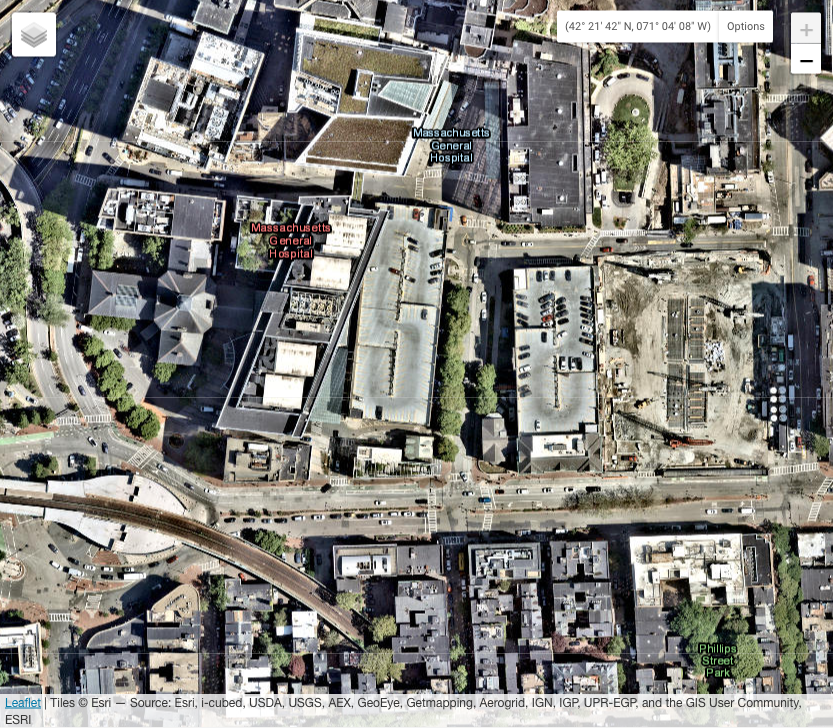 (42° 21' 42" N, 071° 04' 08" W) Options
+
−
Massachusetts
General
Hospital
Massachusetts
General
Hospital
Phillips
Street
Park
Leaflet | Tiles © Esri — Source: Esri, i-cubed, USDA, USGS, AEX, GeoEye, Getmapping, Aerogrid, IGN, IGP, UPR-EGP, and the GIS User Community,
ESRI